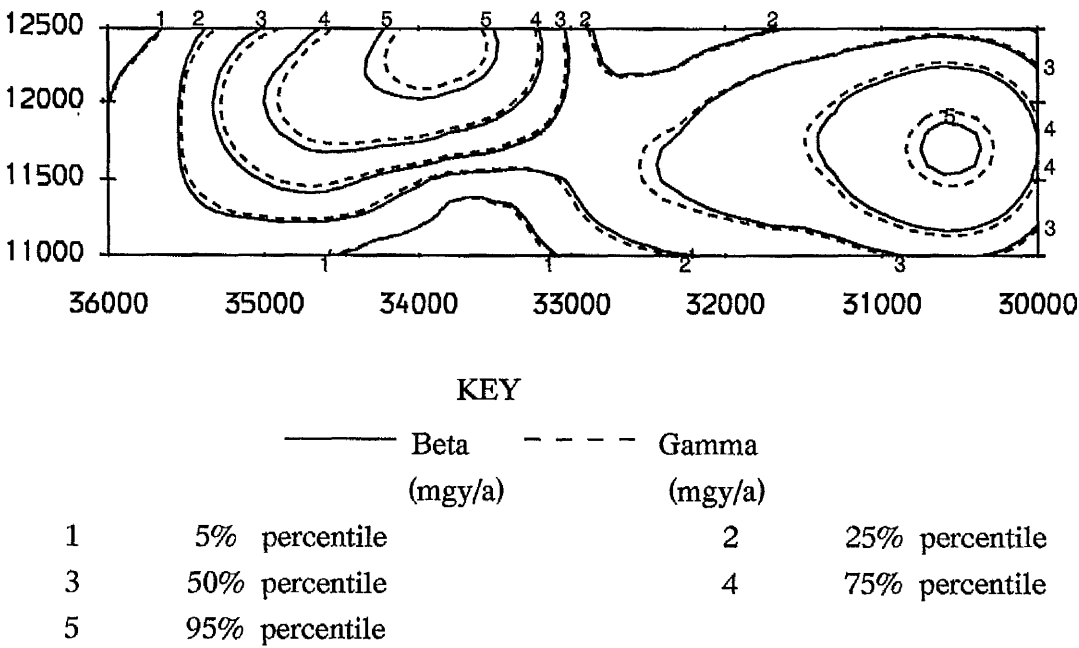 1 2 3 4 5 5 4 3 2 2
12500
3
12000
5
4
4
11500
3
11000
1 1 2 3
36000 35000 34000 33000 32000 31000 30000
KEY
Beta Gamma
(mgy/a) (mgy/a)
1 5% percentile 2 25% percentile
3 50% percentile 4 75% percentile
5 95% percentile